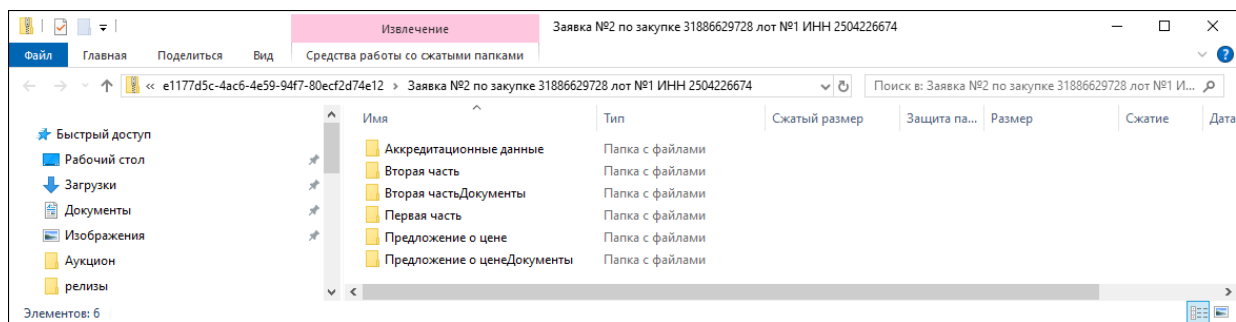 Извлечение
Заявка №2 по закупке 31886629728 лот №1 ИНН 2504226674
Файл Главная Поделиться Вид Средства работы со сжатыми папками
« e1177d5c-4ac6-4e59-94f7-80ecf2d74e12 › Заявка №2 по закупке 31886629728 лот №1 ИНН 2504226674 Поиск в: Заявка №2 по закупке 31886629728 лот №1 И...
Имя Тип Сжатый размер Защита па... Размер Сжатие Дата
Быстрый доступ
Рабочий стол
Загрузки
Документы
Изображения
Аукцион
релизы
Аккредитационные данные Папка с файлами
Вторая часть Папка с файлами
Вторая частьДокументы Папка с файлами
Первая часть Папка с файлами
Предложение о цене Папка с файлами
Предложение о ценеДокументы Папка с файлами
Элементов: 6